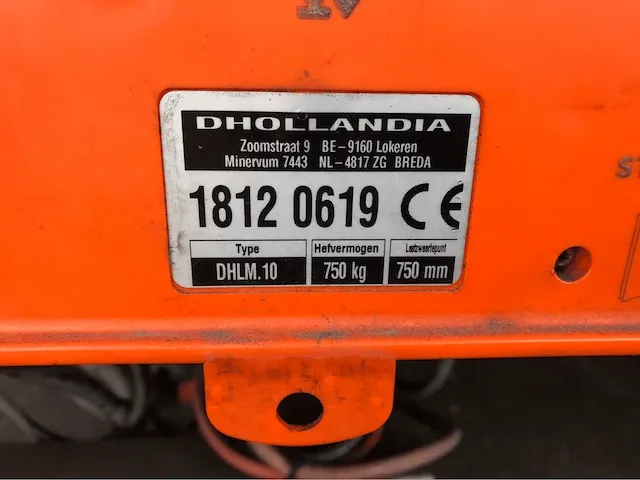 DHOLLANDIA
Zoomstraat 9 BE-9160 Lokeren
Minervum 7443 NL-4817 ZG BREDA
1812 0619 CE
Type Hefvermogen Lastzwaartepunt
DHLM.10 750 kg 750 mm